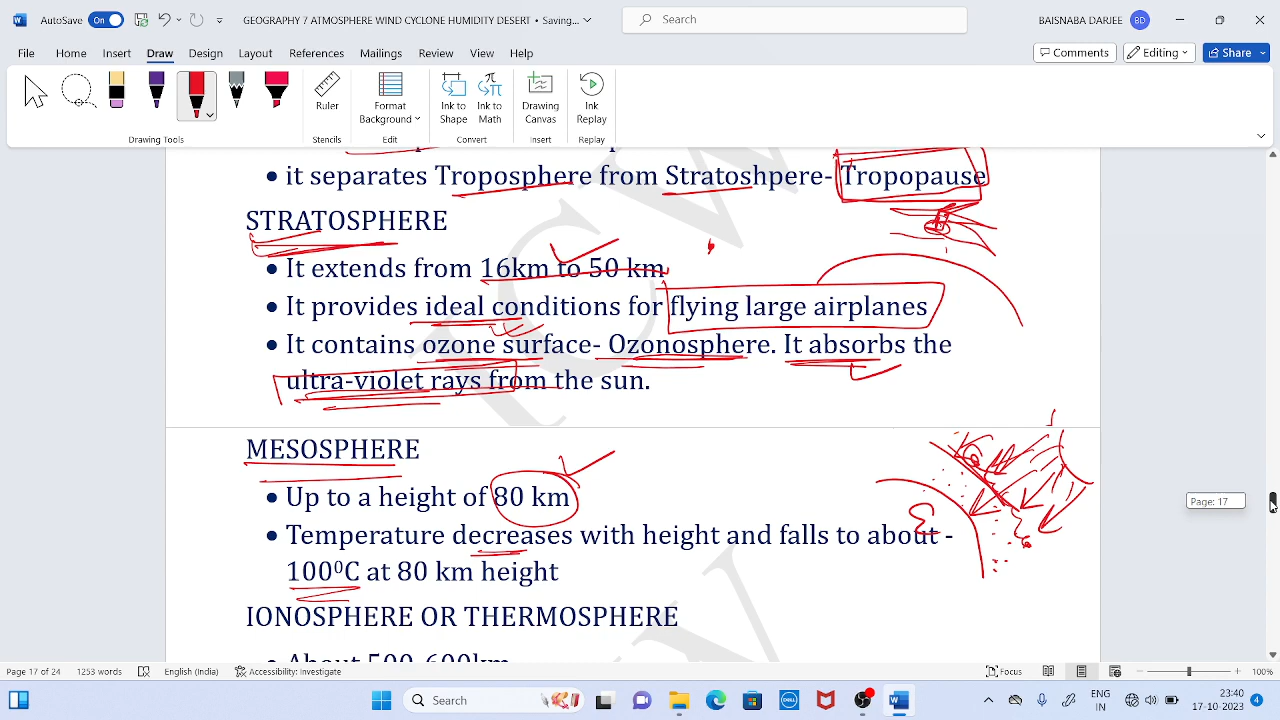 AutoSave On GEOGRAPHY 7 ATMOSPHERE WIND CYCLONE HUMIDITY DESERT • Saving... Search BAISNABA DARJEE BD
File Home Insert Draw Design Layout References Mailings Review View Help Comments Editing Share
Ruler Format Background Ink to Shape Ink to Math Drawing Canvas Ink Replay
Drawing Tools Stencils Edit Convert Insert Replay
• it separates Troposphere from Stratoshpere- Tropopause
STRATOSPHERE
• It extends from 16km to 50 km.
• It provides ideal conditions for flying large airplanes
• It contains ozone surface- Ozonosphere. It absorbs the
ultra-violet rays from the sun.
MESOSPHERE
• Up to a height of 80 km
Page: 17
• Temperature decreases with height and falls to about -
100⁰C at 80 km height
IONOSPHERE OR THERMOSPHERE
• About 500-600km
Page 17 of 24 1253 words English (India) Accessibility: Investigate Focus 100%
Search DELL ENG IN 23:40 17-10-2023 4